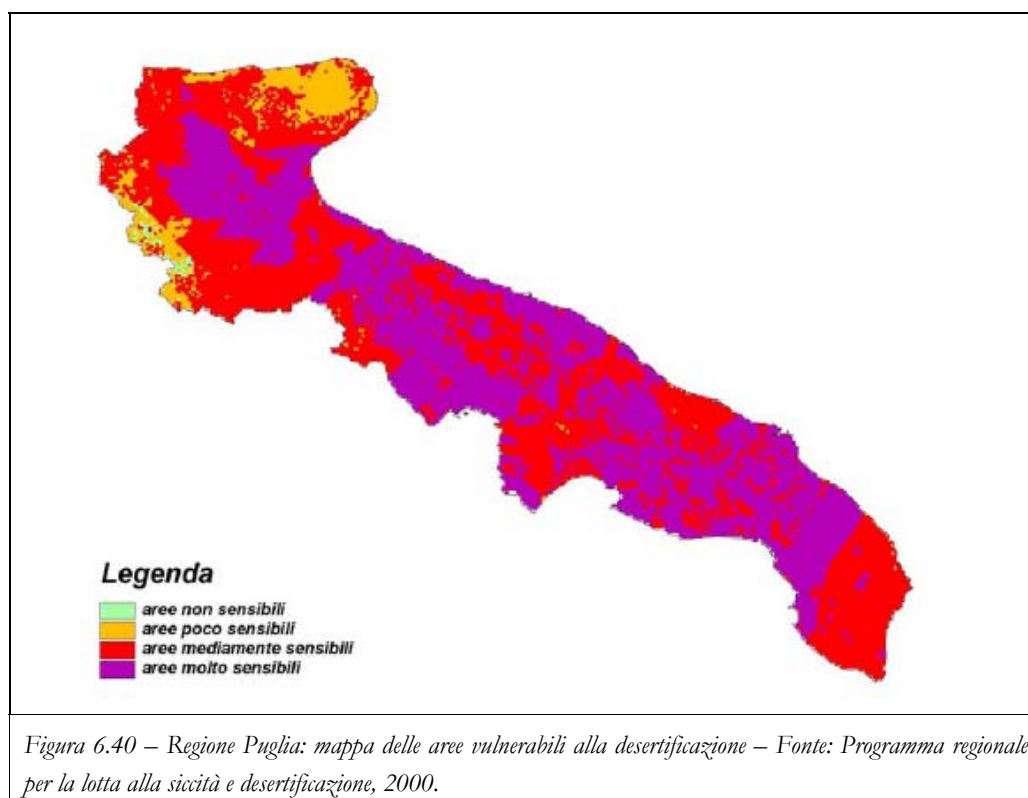 Legenda
aree non sensibili
aree poco sensibili
aree mediamente sensibili
aree molto sensibili
Figura 6.40 – Regione Puglia: mappa delle aree vulnerabili alla desertificazione – Fonte: Programma regionale
per la lotta alla siccità e desertificazione, 2000.